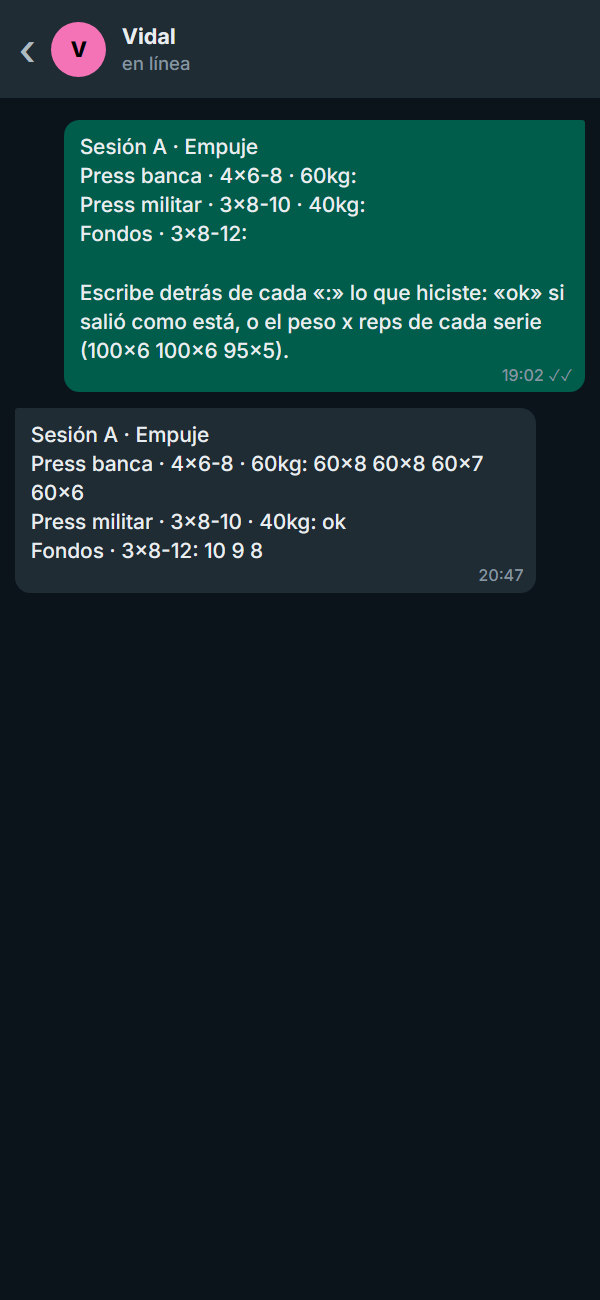 Vidal
V
en línea
Sesión A · Empuje
Press banca · 4×6-8 · 60kg:
Press militar · 3×8-10 · 40kg:
Fondos · 3×8-12:

Escribe detrás de cada «:» lo que hiciste: «ok» si
salió como está, o el peso x reps de cada serie
(100×6 100×6 95×5).
19:02 ✓✓
Sesión A · Empuje
Press banca · 4×6-8 · 60kg: 60×8 60×8 60×7
60×6
Press militar · 3×8-10 · 40kg: ok
Fondos · 3×8-12: 10 9 8
20:47